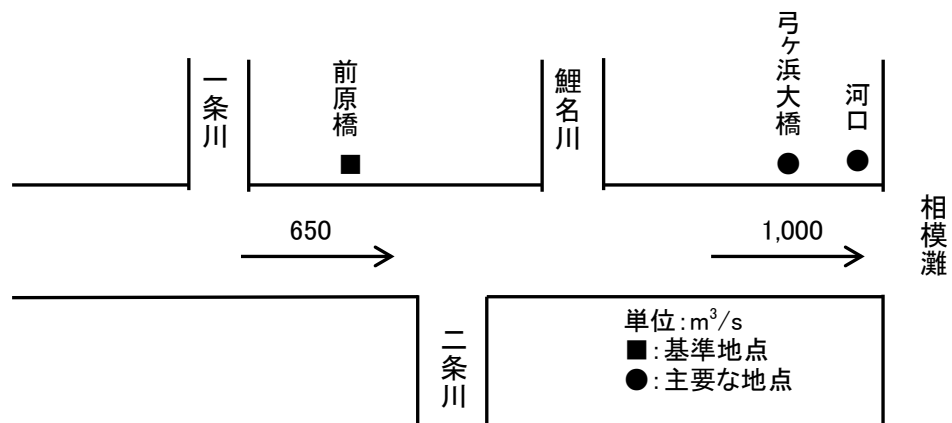 一条川
前原橋
鯉名川
弓ヶ浜大橋
河口
650
1,000
相模灘
二条川
単位:m³/s
■:基準地点
●:主要な地点